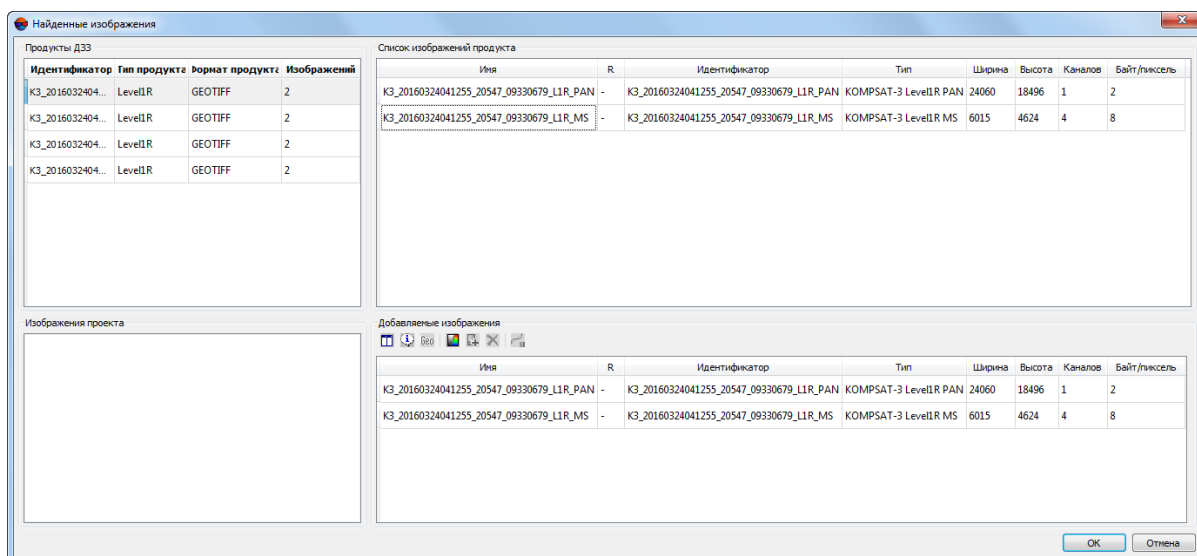 Найденные изображения
Продукты ДЗЗ
Идентификатор Тип продукта Формат продукта Изображений
K3_2016032404... Level1R GEOTIFF 2
K3_2016032404... Level1R GEOTIFF 2
K3_2016032404... Level1R GEOTIFF 2
K3_2016032404... Level1R GEOTIFF 2
Список изображений продукта
Имя R Идентификатор Тип Ширина Высота Каналов Байт/пиксель
K3_20160324041255_20547_09330679_L1R_PAN - K3_20160324041255_20547_09330679_L1R_PAN KOMPSAT-3 Level1R PAN 24060 18496 1 2
K3_20160324041255_20547_09330679_L1R_MS - K3_20160324041255_20547_09330679_L1R_MS KOMPSAT-3 Level1R MS 6015 4624 4 8
Изображения проекта
Добавляемые изображения
Geo
Имя R Идентификатор Тип Ширина Высота Каналов Байт/пиксель
K3_20160324041255_20547_09330679_L1R_PAN - K3_20160324041255_20547_09330679_L1R_PAN KOMPSAT-3 Level1R PAN 24060 18496 1 2
K3_20160324041255_20547_09330679_L1R_MS - K3_20160324041255_20547_09330679_L1R_MS KOMPSAT-3 Level1R MS 6015 4624 4 8
OK Отмена